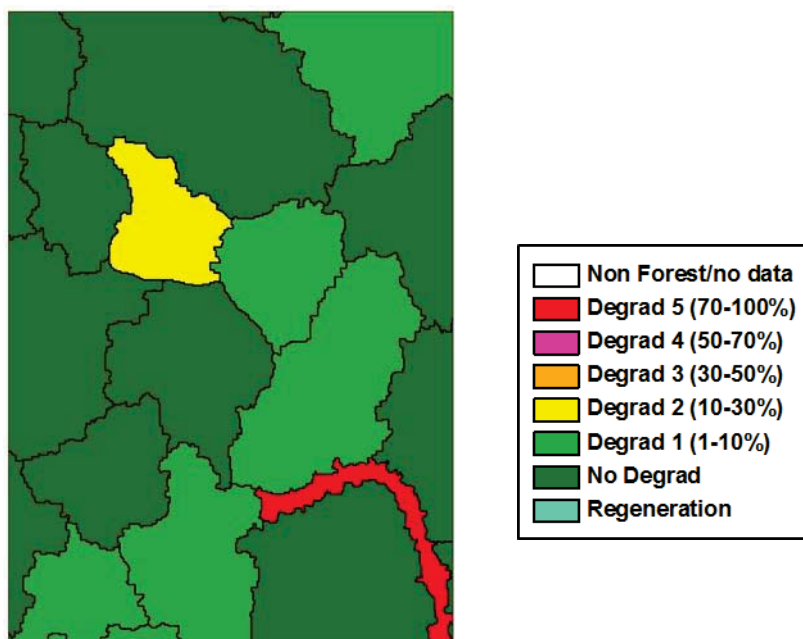 Non Forest/no data
Degrad 5 (70-100%)
Degrad 4 (50-70%)
Degrad 3 (30-50%)
Degrad 2 (10-30%)
Degrad 1 (1-10%)
No Degrad
Regeneration